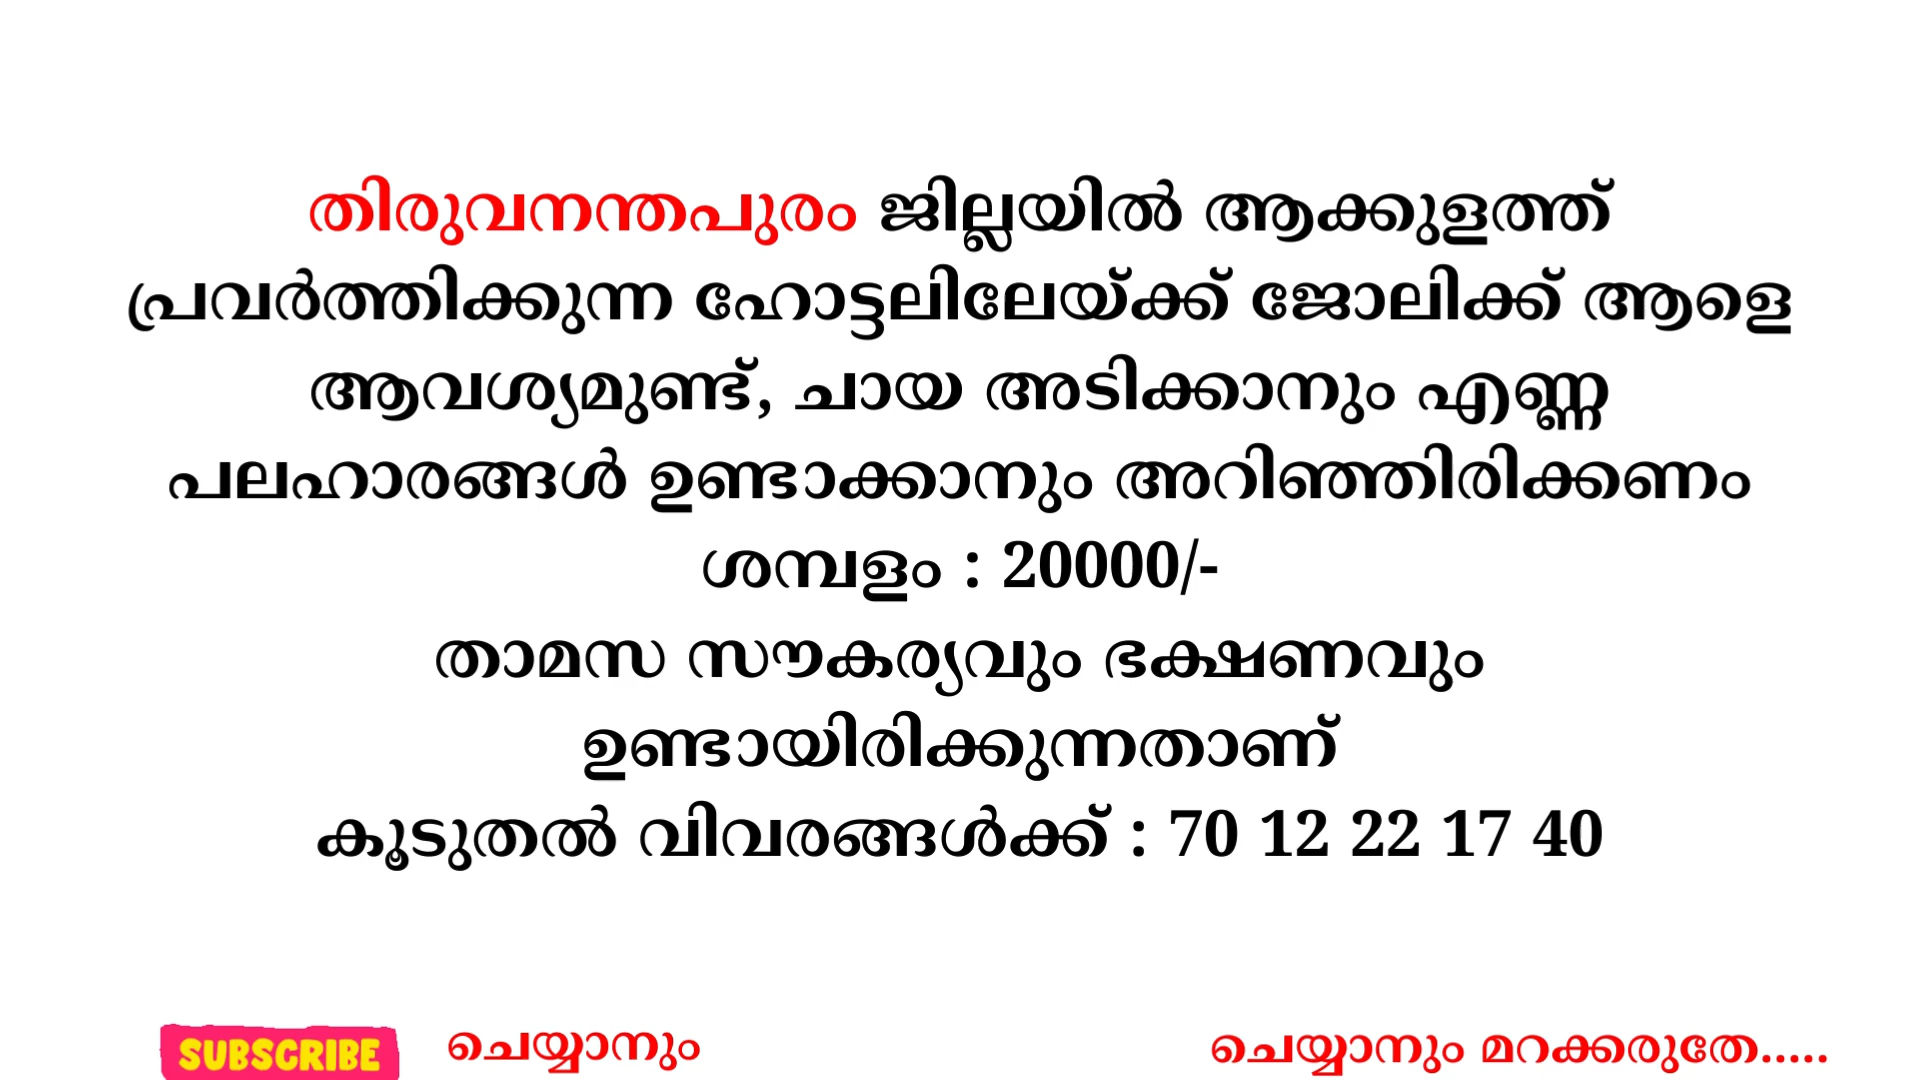 തിരുവനന്തപുരം ജില്ലയിൽ ആക്കുളത്ത്
പ്രവർത്തിക്കുന്ന ഹോട്ടലിലേയ്ക്ക് ജോലിക്ക് ആളെ
ആവശ്യമുണ്ട്, ചായ അടിക്കാനും എണ്ണ
പലഹാരങ്ങൾ ഉണ്ടാക്കാനും അറിഞ്ഞിരിക്കണം
ശമ്പളം : 20000/-
താമസ സൗകര്യവും ഭക്ഷണവും
ഉണ്ടായിരിക്കുന്നതാണ്
കൂടുതൽ വിവരങ്ങൾക്ക് : 70 12 22 17 40
SUBSCRIBE ചെയ്യാനും ചെയ്യാനും മറക്കരുതേ.....